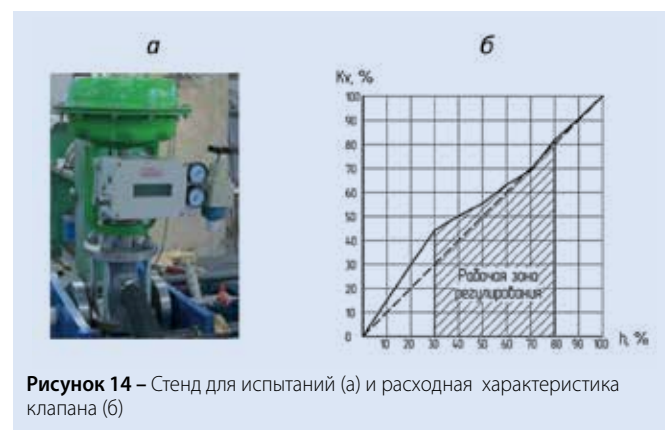 а
б
Kv, %
100
90
80
70
60
50
40
30
20
10
0
Рабочая зона
регулирования
10 20 30 40 50 60 70 80 90 100
h, %
Рисунок 14 – Стенд для испытаний (а) и расходная характеристика
клапана (б)